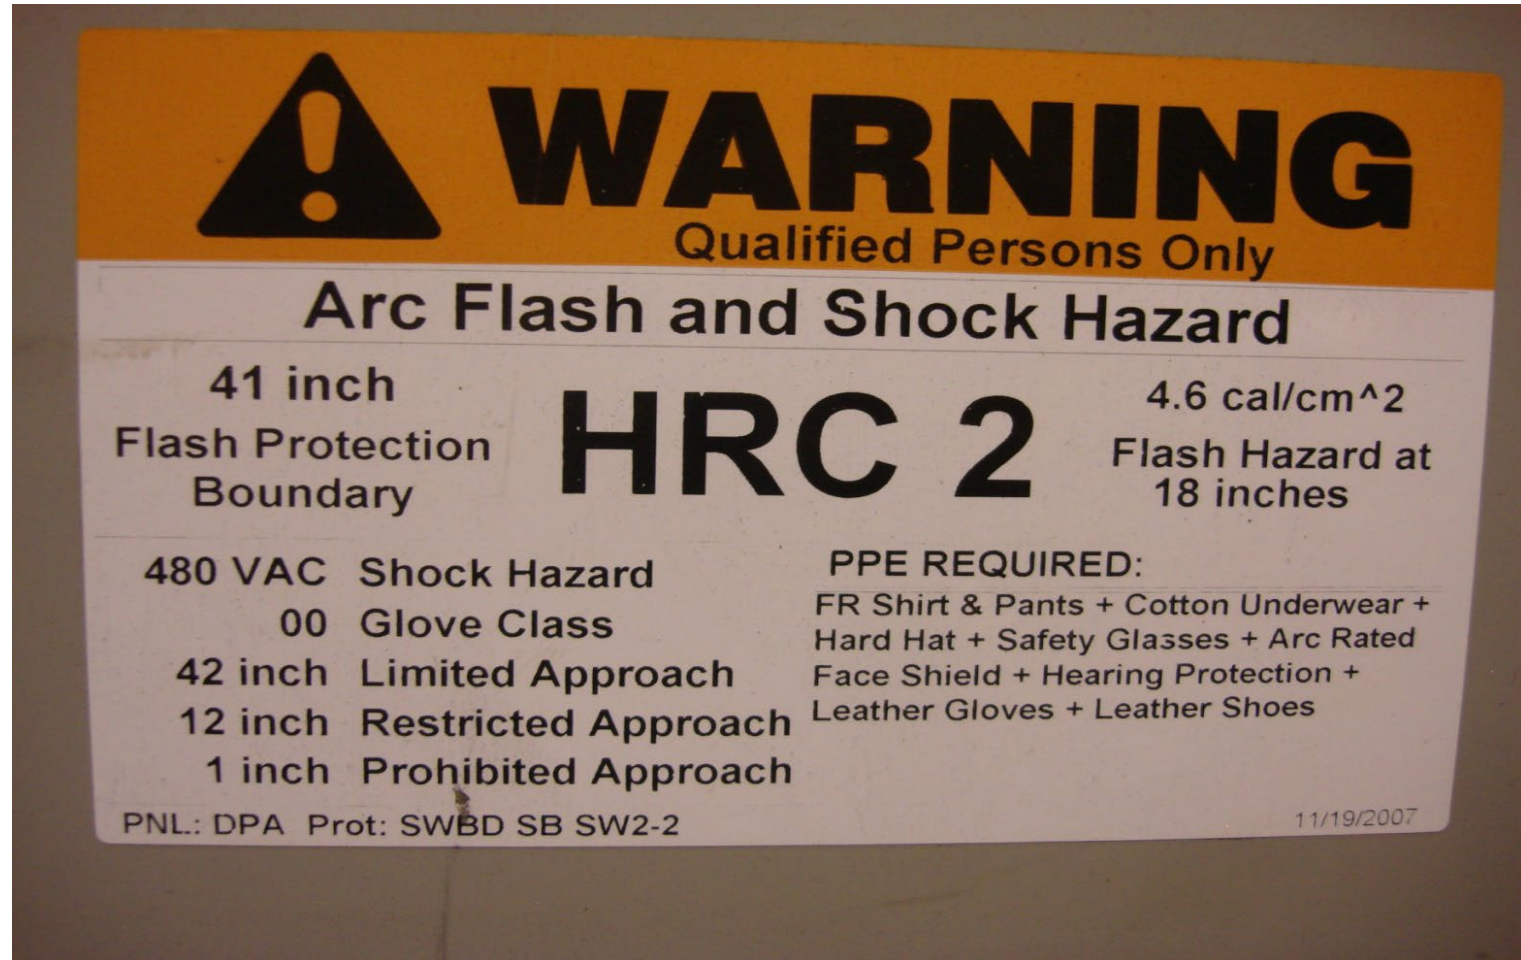 WARNING
Qualified Persons Only
Arc Flash and Shock Hazard
41 inch
Flash Protection
Boundary
HRC 2
4.6 cal/cm^2
Flash Hazard at
18 inches
480 VAC Shock Hazard
00 Glove Class
42 inch Limited Approach
12 inch Restricted Approach
1 inch Prohibited Approach
PPE REQUIRED:
FR Shirt & Pants + Cotton Underwear +
Hard Hat + Safety Glasses + Arc Rated
Face Shield + Hearing Protection +
Leather Gloves + Leather Shoes
PNL.: DPA Prot: SWBD SB SW2-2
11/19/2007